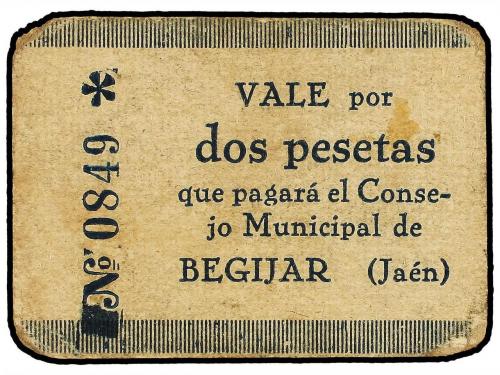 VALE por
dos pesetas
que pagará el Conse-
jo Municipal de
BEGIJAR (Jaén)
Nº 0849 *